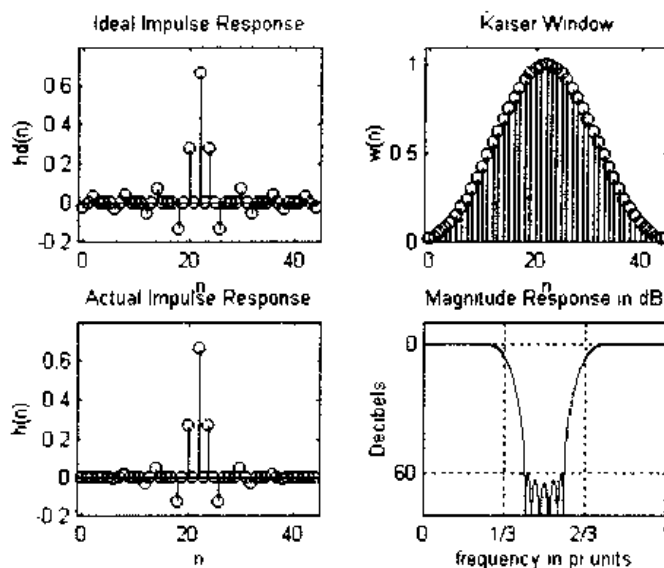 Ideal Impulse Response
hd(n)
0.6
0.4
0.2
0
-0.2
0
20
40
n
Kaiser Window
w(n)
1
0.5
0
0
20
40
n
Actual Impulse Response
h(n)
0.6
0.4
0.2
0
-0.2
0
20
40
n
Magnitude Response in dB
Decibels
0
60
0
1/3
2/3
frequency in pi units